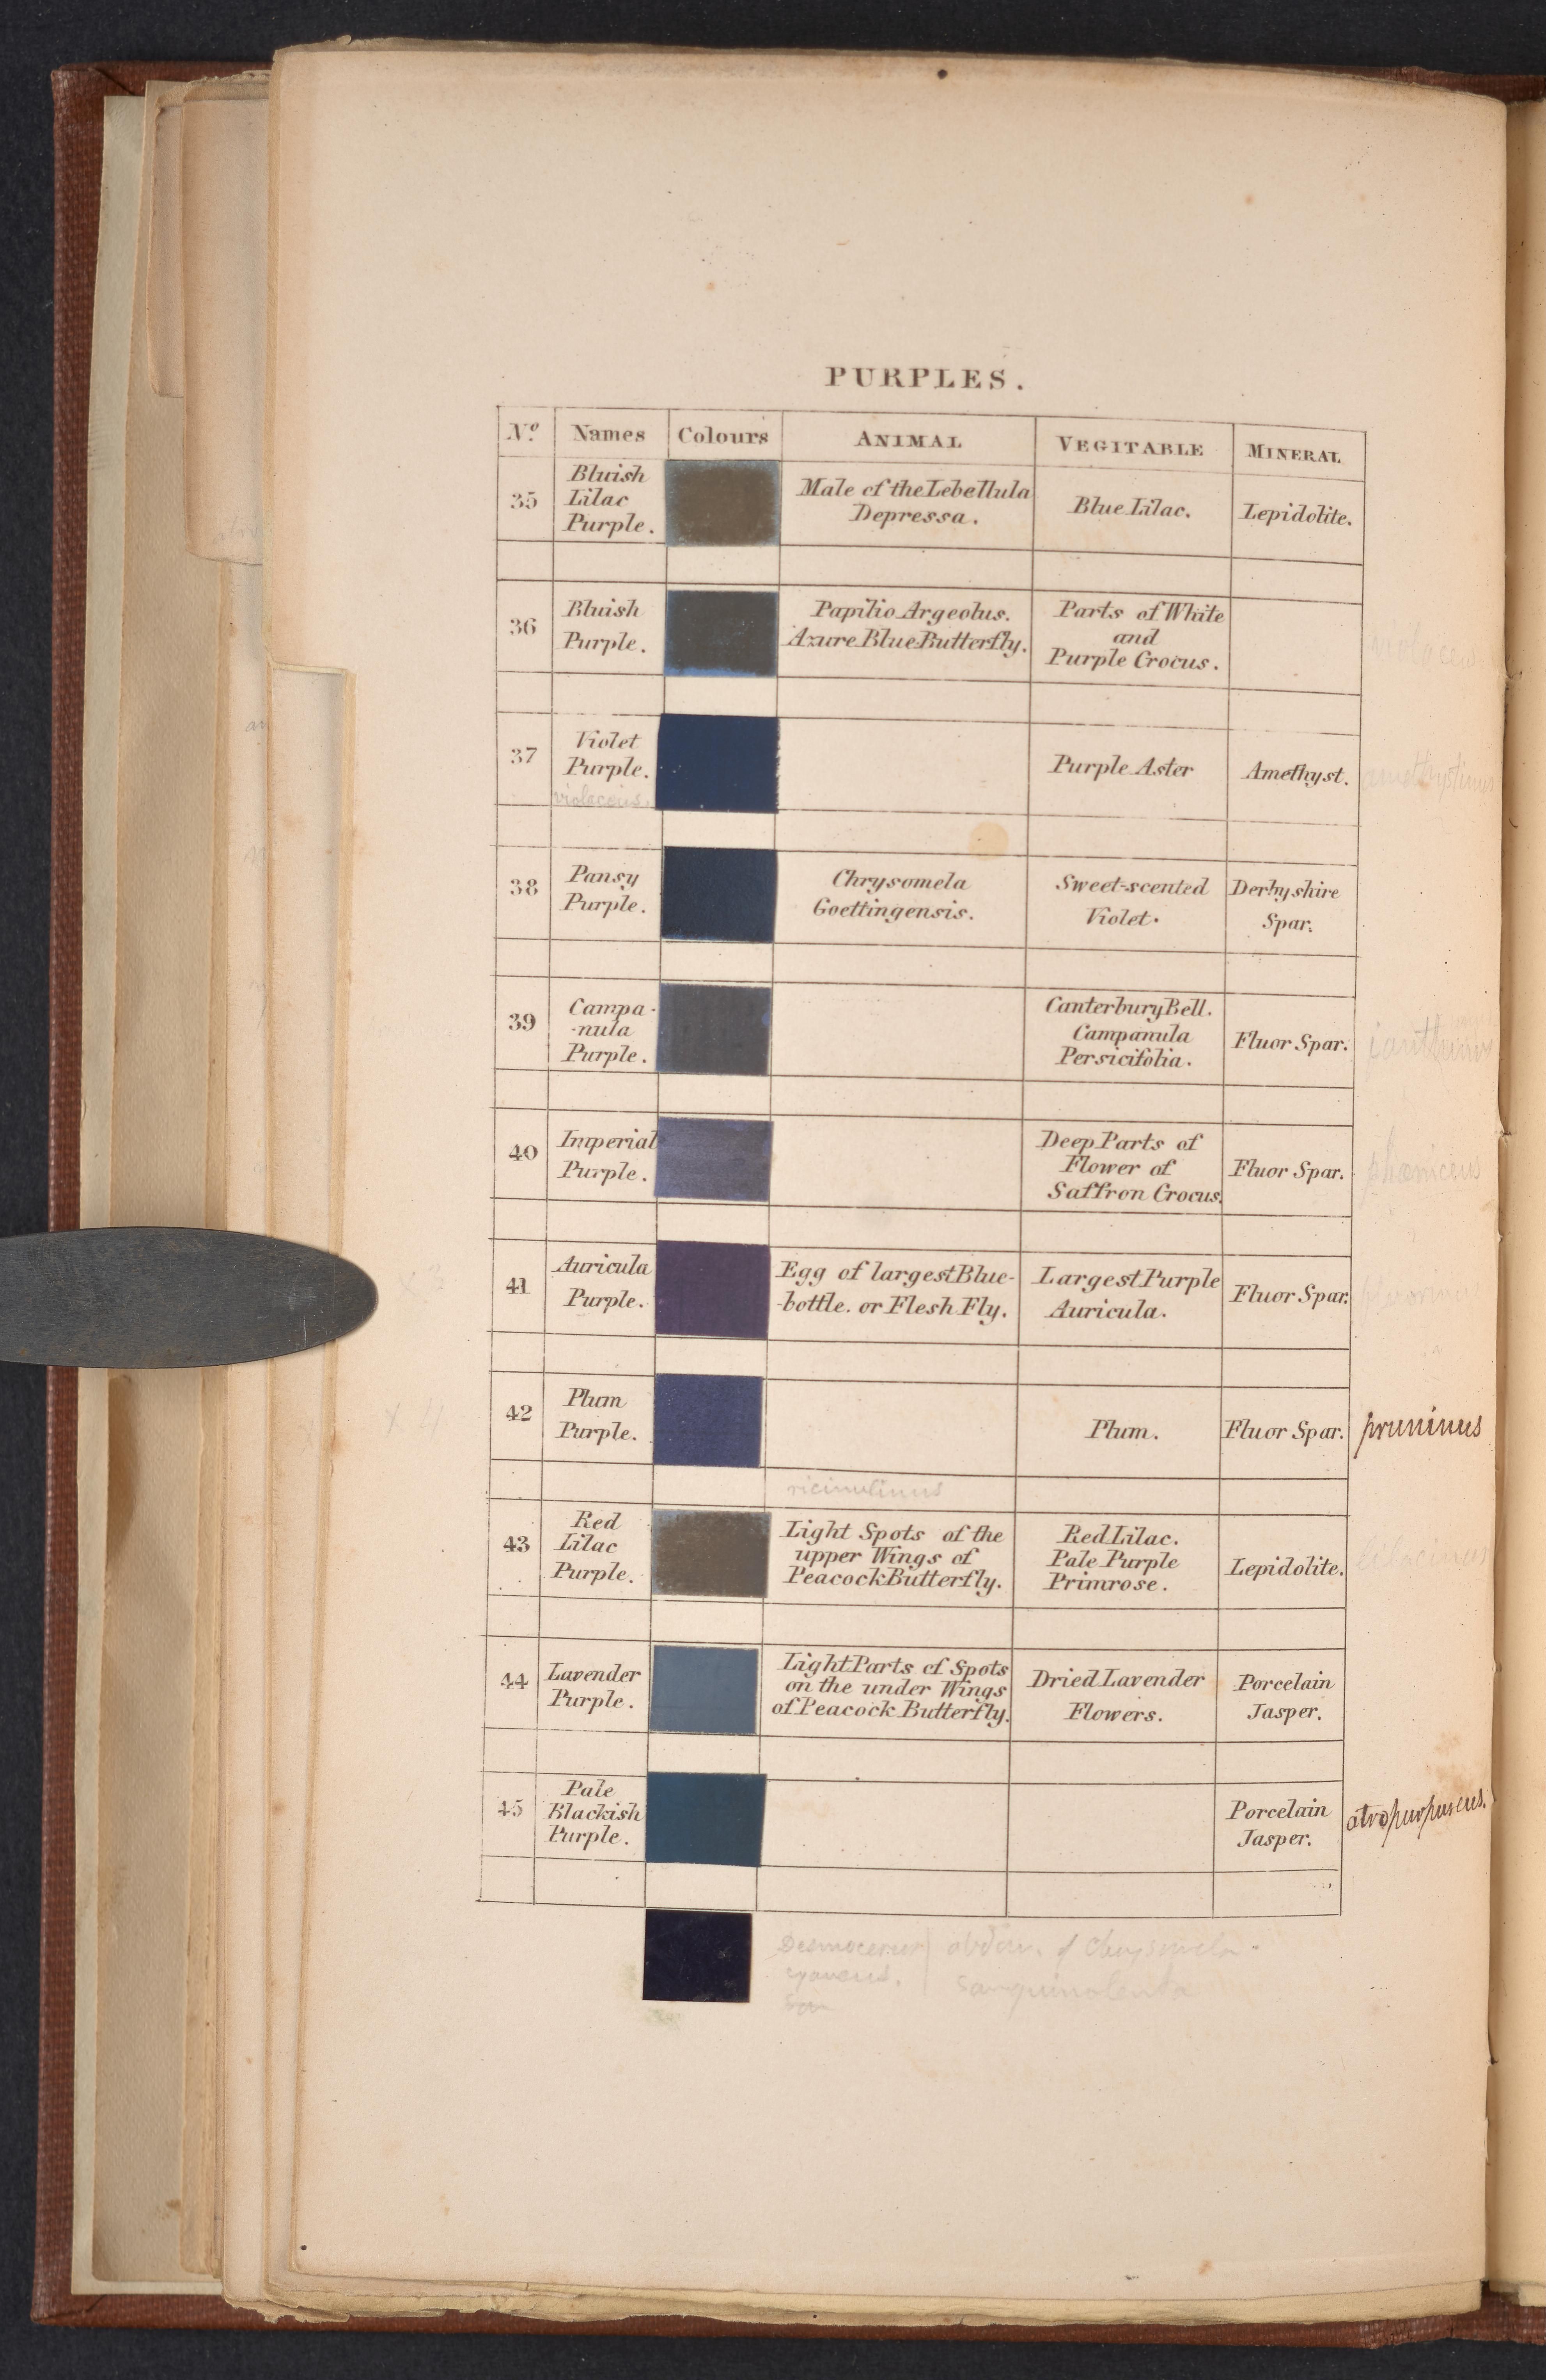 PURPLES.
Nº Names Colours ANIMAL VEGITABLE MINERAL
35
Bluish
Lilac
Purple.
Male of the Lebellula
Depressa.
Blue Lilac.
Lepidolite.
36
Bluish
Purple.
Papilio Argeolus.
Azure Blue Butterfly.
Parts of White
and
Purple Crocus.
37
Violet
Purple.
violaceus.
Purple Aster
Amethyst.
amethystinus
38
Pansy
Purple.
Chrysomela
Goettingensis.
Sweet-scented
Violet.
Derbyshire
Spar.
39
Campa-
-nula
Purple.
Canterbury Bell.
Campanula
Persicifolia.
Fluor Spar.
ianthinus
40
Imperial
Purple.
Deep Parts of
Flower of
Saffron Crocus.
Fluor Spar.
phoeniceus
41
Auricula
Purple.
Egg of largest Blue-
-bottle. or Flesh Fly.
Largest Purple
Auricula.
Fluor Spar.
x 4
42
Plum
Purple.
Plum.
Fluor Spar.
pruninus
43
Red
Lilac
Purple.
Light Spots of the
upper Wings of
Peacock Butterfly.
Red Lilac.
Pale Purple
Primrose.
Lepidolite.
lilacinus
44
Lavender
Purple.
Light Parts of Spots
on the under Wings
of Peacock Butterfly.
Dried Lavender
Flowers.
Porcelain
Jasper.
45
Pale
Blackish
Purple.
Porcelain
Jasper.
atropurpureus.
Desmocerus
cyaneus.
abdom. of Chrysomela
sanguinolenta